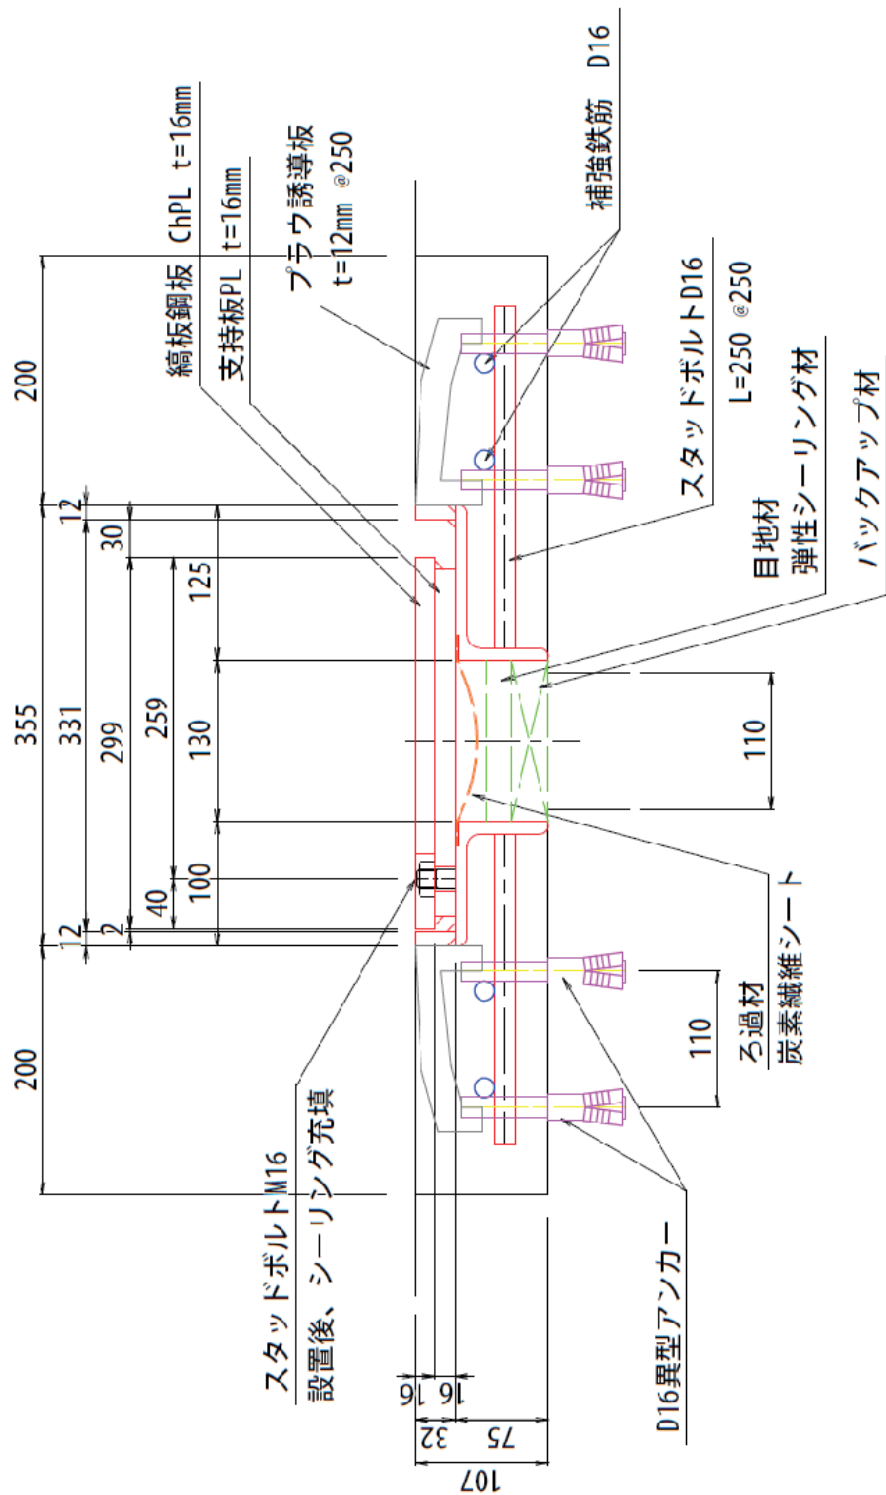 縞板鋼板 ChPL t=16mm
支持板PL t=16mm
プラウ誘導板
t=12mm @250
補強鉄筋 D16
スタッドボルトD16
L=250 @250
目地材
弾性シーリング材
バックアップ材
スタッドボルトM16
設置後、シーリング充填
D16異型アンカー
ろ過材
炭素繊維シート
200
355
200
12
331
12
2
299
30
40
259
100
130
125
110
110
16
16
32
75
107